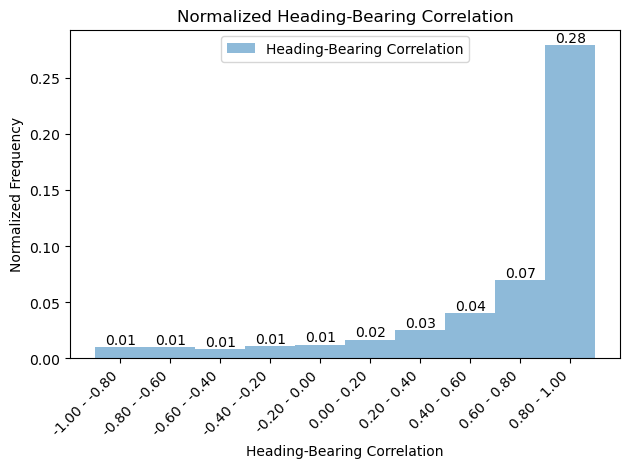 Normalized Heading-Bearing Correlation
Heading-Bearing Correlation
Normalized Frequency
0.25
0.20
0.15
0.10
0.05
0.00
0.01
0.01
0.01
0.01
0.01
0.02
0.03
0.04
0.07
0.28
-1.00 - -0.80
-0.80 - -0.60
-0.60 - -0.40
-0.40 - -0.20
-0.20 - 0.00
0.00 - 0.20
0.20 - 0.40
0.40 - 0.60
0.60 - 0.80
0.80 - 1.00
Heading-Bearing Correlation